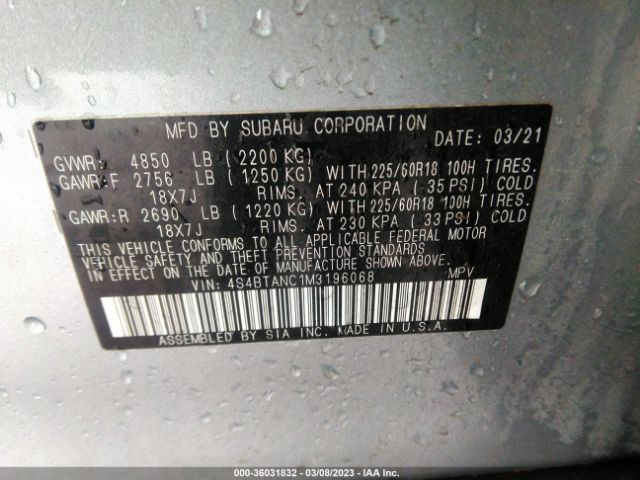 MFD BY SUBARU CORPORATION
DATE: 03/21
GVWR: 4850 LB (2200 KG)
GAWR:F 2756 LB (1250 KG) WITH 225/60R18 100H TIRES.
18X7J RIMS. AT 240 KPA (35 PSI) COLD
GAWR:R 2690 LB (1220 KG) WITH 225/60R18 100H TIRES.
18X7J RIMS. AT 230 KPA (33 PSI) COLD
THIS VEHICLE CONFORMS TO ALL APPLICABLE FEDERAL MOTOR
VEHICLE SAFETY AND THEFT PREVENTION STANDARDS
IN EFFECT ON THE DATE OF MANUFACTURE SHOWN ABOVE.
VIN: 4S4BTANC1M3196068 MPV
ASSEMBLED BY SIA INC. MADE IN U.S.A.
000-36031832 / 03/08/2023 - IAA Inc.